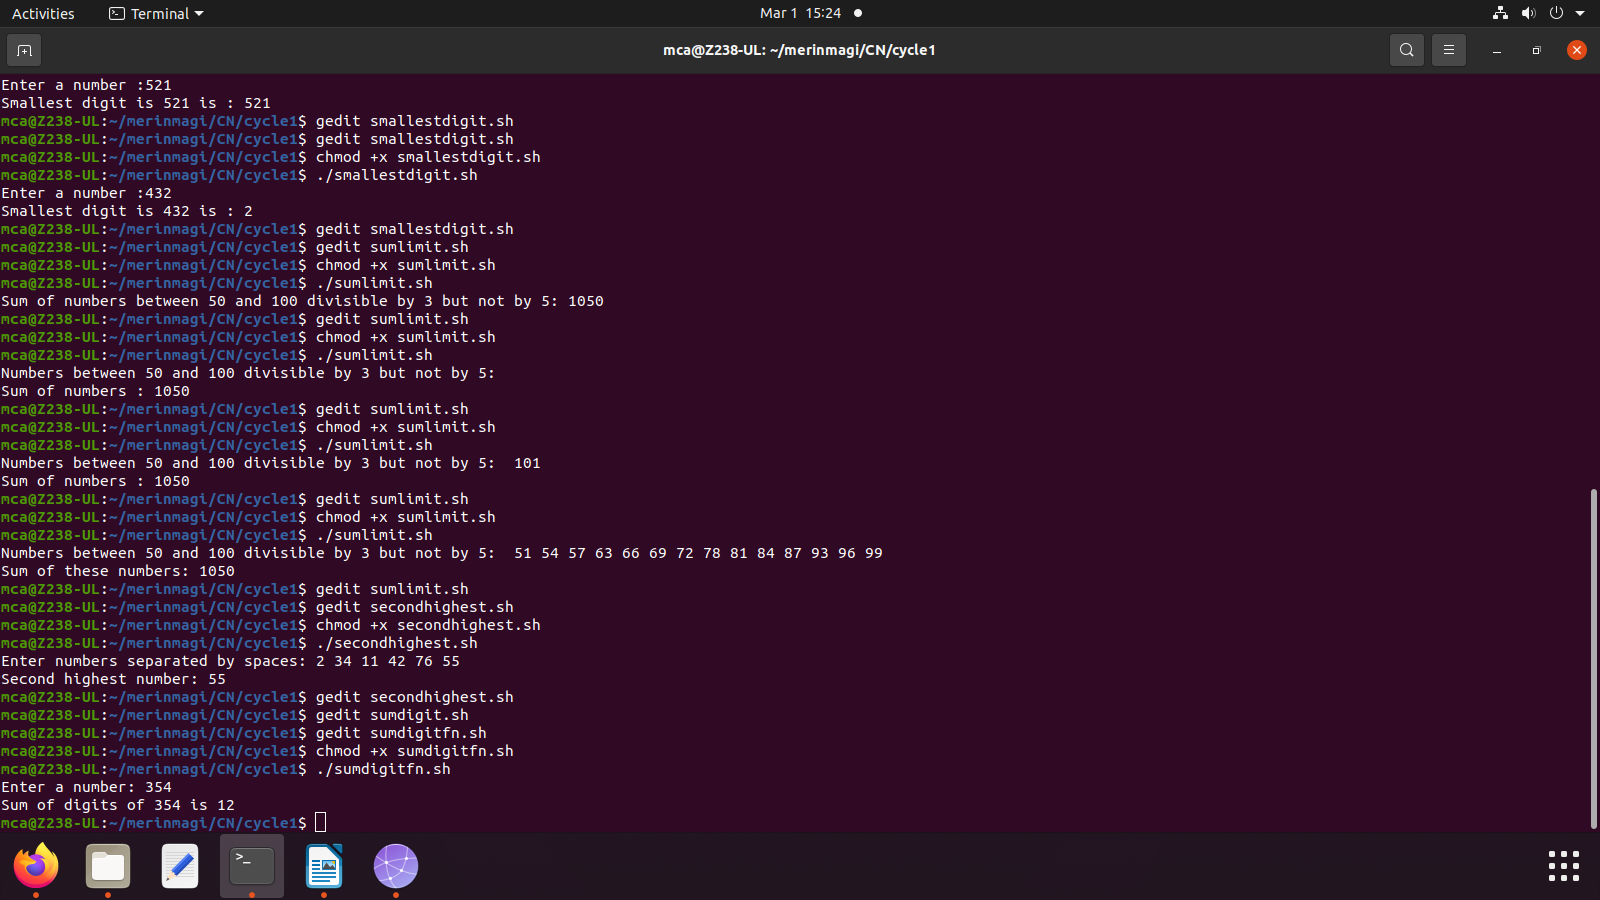 Activities Terminal Mar 1 15:24
mca@Z238-UL: ~/merinmagi/CN/cycle1
Enter a number :521
Smallest digit is 521 is : 521
mca@Z238-UL:~/merinmagi/CN/cycle1$ gedit smallestdigit.sh
mca@Z238-UL:~/merinmagi/CN/cycle1$ gedit smallestdigit.sh
mca@Z238-UL:~/merinmagi/CN/cycle1$ chmod +x smallestdigit.sh
mca@Z238-UL:~/merinmagi/CN/cycle1$ ./smallestdigit.sh
Enter a number :432
Smallest digit is 432 is : 2
mca@Z238-UL:~/merinmagi/CN/cycle1$ gedit smallestdigit.sh
mca@Z238-UL:~/merinmagi/CN/cycle1$ gedit sumlimit.sh
mca@Z238-UL:~/merinmagi/CN/cycle1$ chmod +x sumlimit.sh
mca@Z238-UL:~/merinmagi/CN/cycle1$ ./sumlimit.sh
Sum of numbers between 50 and 100 divisible by 3 but not by 5: 1050
mca@Z238-UL:~/merinmagi/CN/cycle1$ gedit sumlimit.sh
mca@Z238-UL:~/merinmagi/CN/cycle1$ chmod +x sumlimit.sh
mca@Z238-UL:~/merinmagi/CN/cycle1$ ./sumlimit.sh
Numbers between 50 and 100 divisible by 3 but not by 5:
Sum of numbers : 1050
mca@Z238-UL:~/merinmagi/CN/cycle1$ gedit sumlimit.sh
mca@Z238-UL:~/merinmagi/CN/cycle1$ chmod +x sumlimit.sh
mca@Z238-UL:~/merinmagi/CN/cycle1$ ./sumlimit.sh
Numbers between 50 and 100 divisible by 3 but not by 5:  101
Sum of numbers : 1050
mca@Z238-UL:~/merinmagi/CN/cycle1$ gedit sumlimit.sh
mca@Z238-UL:~/merinmagi/CN/cycle1$ chmod +x sumlimit.sh
mca@Z238-UL:~/merinmagi/CN/cycle1$ ./sumlimit.sh
Numbers between 50 and 100 divisible by 3 but not by 5:  51 54 57 63 66 69 72 78 81 84 87 93 96 99
Sum of these numbers: 1050
mca@Z238-UL:~/merinmagi/CN/cycle1$ gedit sumlimit.sh
mca@Z238-UL:~/merinmagi/CN/cycle1$ gedit secondhighest.sh
mca@Z238-UL:~/merinmagi/CN/cycle1$ chmod +x secondhighest.sh
mca@Z238-UL:~/merinmagi/CN/cycle1$ ./secondhighest.sh
Enter numbers separated by spaces: 2 34 11 42 76 55
Second highest number: 55
mca@Z238-UL:~/merinmagi/CN/cycle1$ gedit secondhighest.sh
mca@Z238-UL:~/merinmagi/CN/cycle1$ gedit sumdigit.sh
mca@Z238-UL:~/merinmagi/CN/cycle1$ gedit sumdigitfn.sh
mca@Z238-UL:~/merinmagi/CN/cycle1$ chmod +x sumdigitfn.sh
mca@Z238-UL:~/merinmagi/CN/cycle1$ ./sumdigitfn.sh
Enter a number: 354
Sum of digits of 354 is 12
mca@Z238-UL:~/merinmagi/CN/cycle1$